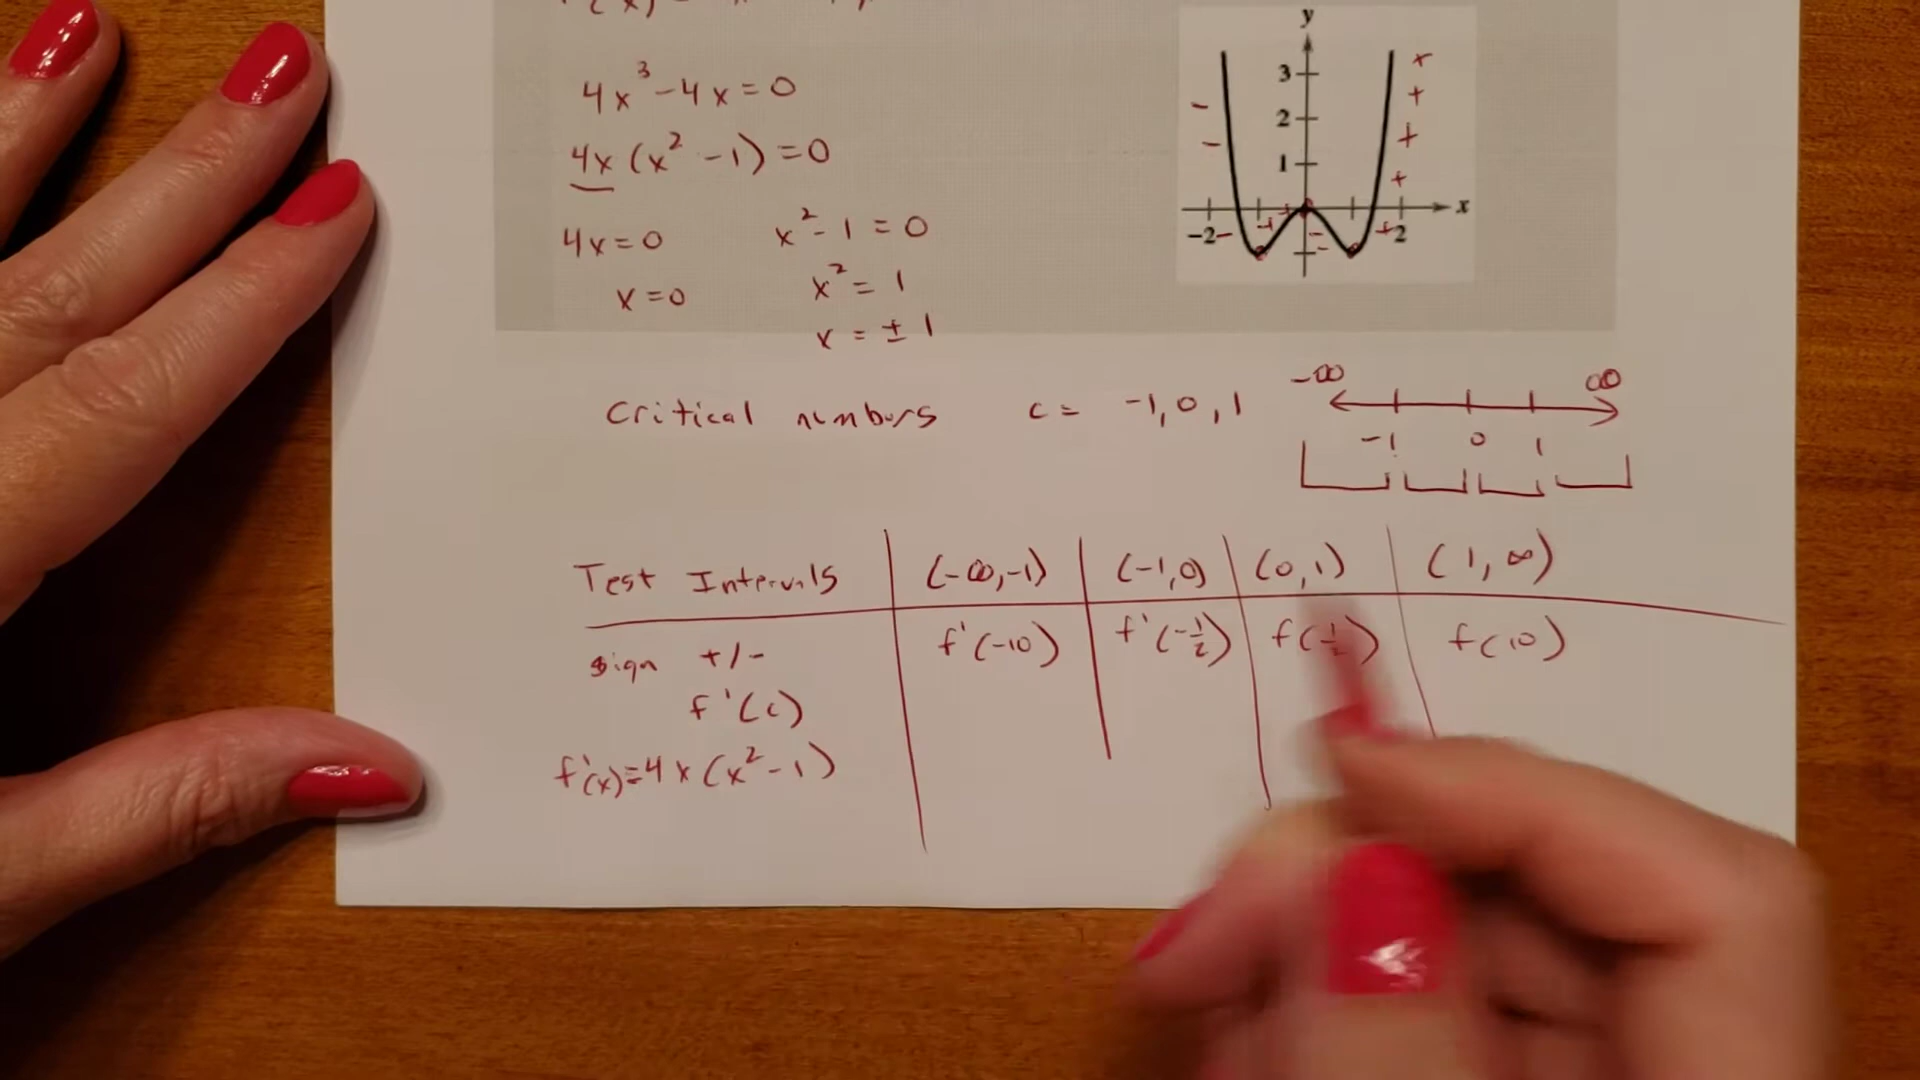 4x³ - 4x = 0
4x (x² - 1) = 0
4x = 0
x² - 1 = 0
x = 0
x² = 1
x = ± 1
y
3
2
1
x
-2
2
Critical numbers c = -1, 0, 1
-∞ ∞
-1 0 1
Test Intervals (-∞, -1) (-1, 0) (0, 1) (1, ∞)
sign +/- f'(-10) f'(-1/2) f(1/2) f(10)
f'(c)
f'(x) = 4x (x² - 1)